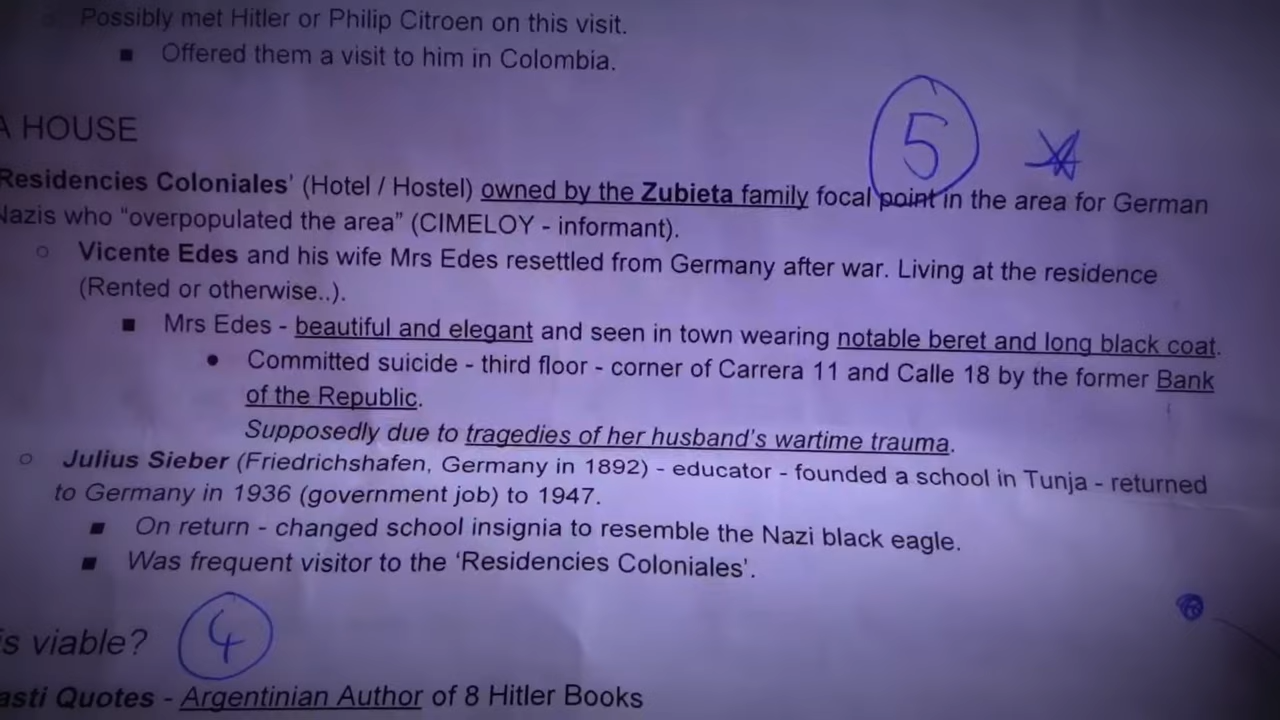 Possibly met Hitler or Philip Citroen on this visit.
■ Offered them a visit to him in Colombia.
A HOUSE
5
Residencies Coloniales' (Hotel / Hostel) owned by the Zubieta family focal point in the area for German
Nazis who “overpopulated the area” (CIMELOY - informant).
○ Vicente Edes and his wife Mrs Edes resettled from Germany after war. Living at the residence
(Rented or otherwise..).
■ Mrs Edes - beautiful and elegant and seen in town wearing notable beret and long black coat.
● Committed suicide - third floor - corner of Carrera 11 and Calle 18 by the former Bank
of the Republic.
Supposedly due to tragedies of her husband's wartime trauma.
○ Julius Sieber (Friedrichshafen, Germany in 1892) - educator - founded a school in Tunja - returned
to Germany in 1936 (government job) to 1947.
■ On return - changed school insignia to resemble the Nazi black eagle.
■ Was frequent visitor to the ‘Residencies Coloniales’.
is viable? 4
asti Quotes - Argentinian Author of 8 Hitler Books